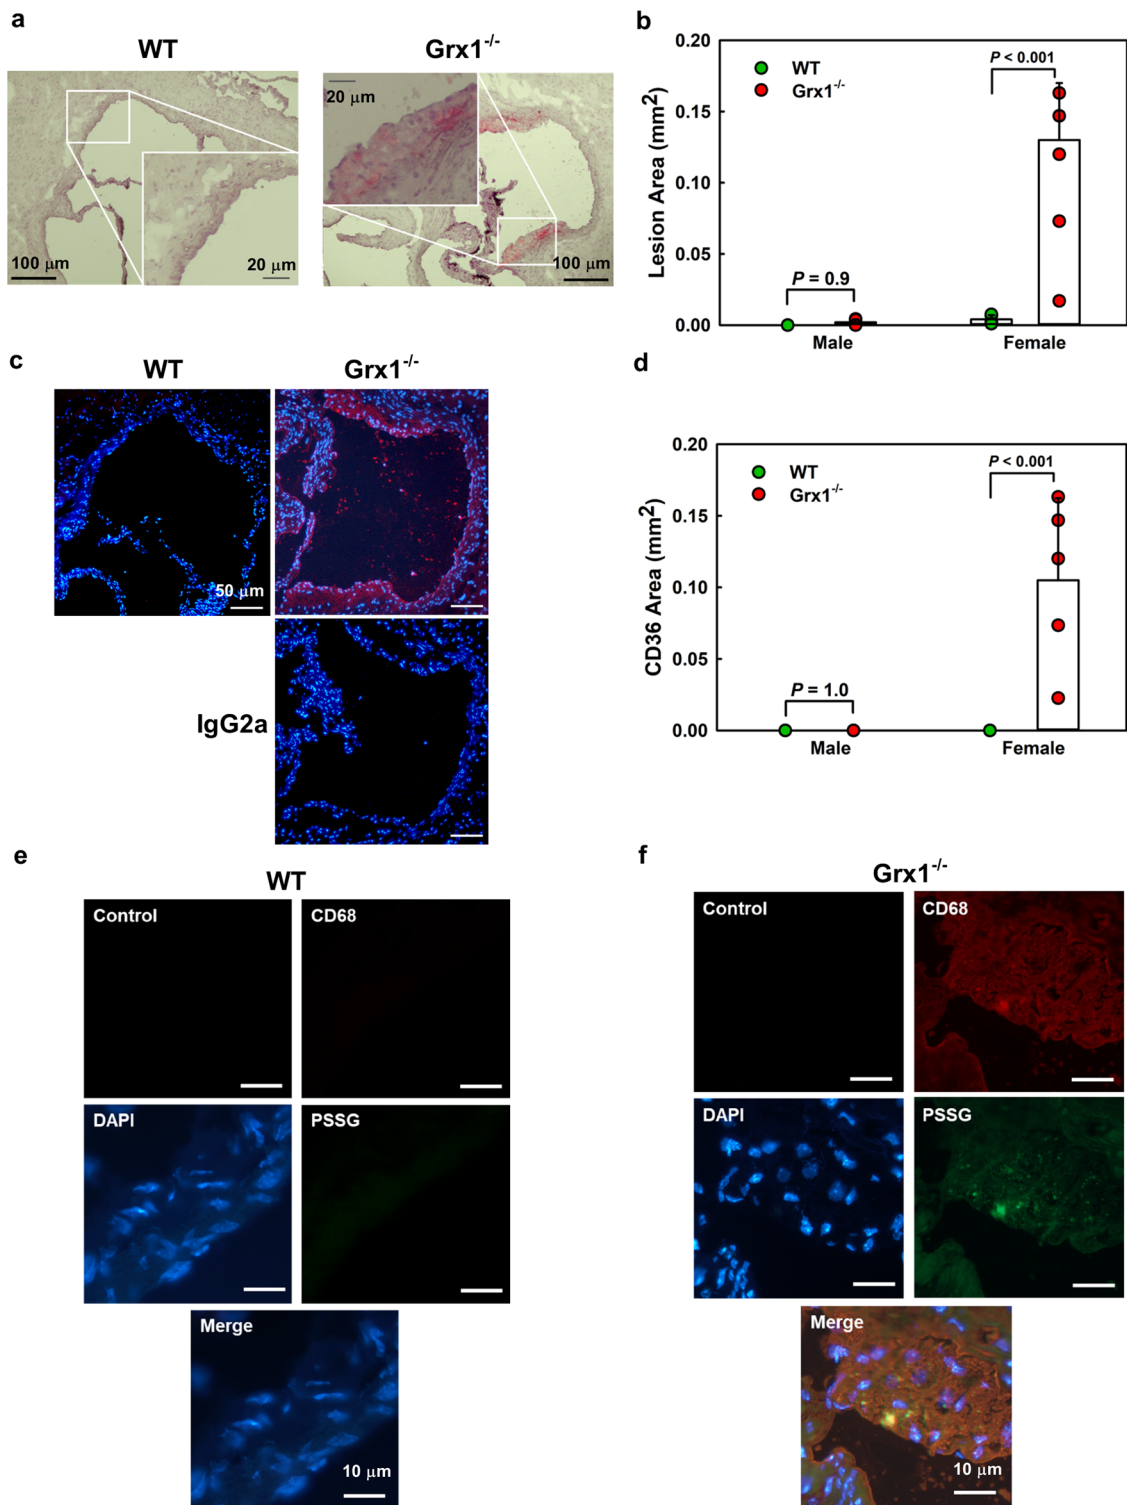 a
WT
Grx1-/-
20 μm
100 μm
20 μm
100 μm
b
Lesion Area (mm2)
0.20
0.15
0.10
0.05
0.00
WT
Grx1-/-
P < 0.001
P = 0.9
Male
Female
c
WT
Grx1-/-
50 μm
IgG2a
d
CD36 Area (mm2)
0.20
0.15
0.10
0.05
0.00
WT
Grx1-/-
P < 0.001
P = 1.0
Male
Female
e
WT
Control
CD68
DAPI
PSSG
Merge
10 μm
f
Grx1-/-
Control
CD68
DAPI
PSSG
Merge
10 μm